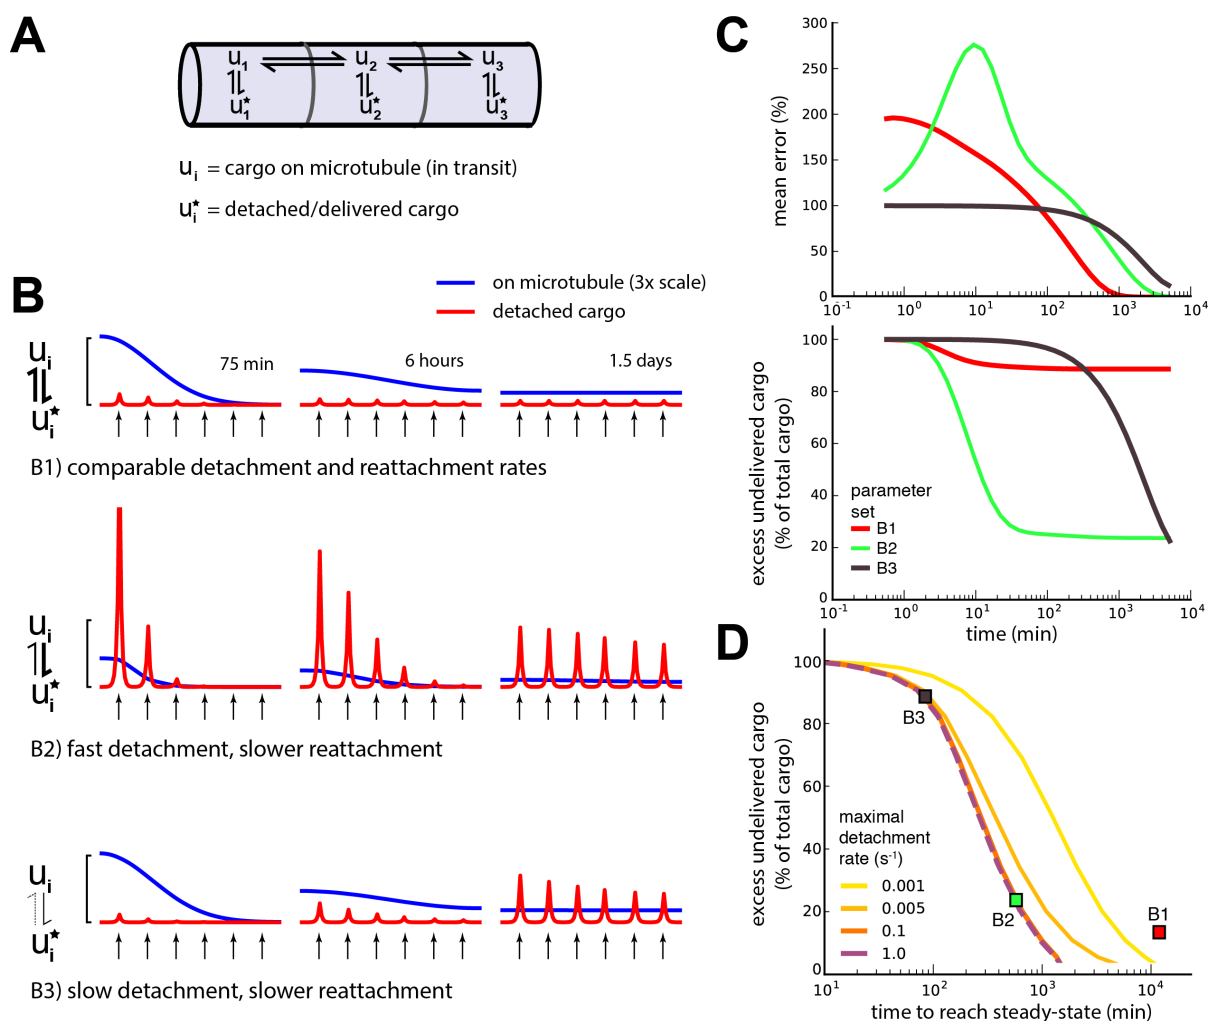 A
u1 u2 u3
u1★ u2★ u3★
ui = cargo on microtubule (in transit)
ui★ = detached/delivered cargo
B
on microtubule (3x scale)
detached cargo
ui
ui★
75 min
6 hours
1.5 days
B1) comparable detachment and reattachment rates
ui
ui★
B2) fast detachment, slower reattachment
ui
ui★
B3) slow detachment, slower reattachment
C
mean error (%)
300
250
200
150
100
50
0
10-1 100 101 102 103 104
excess undelivered cargo
(% of total cargo)
100
80
60
40
20
0
parameter
set
B1
B2
B3
10-1 100 101 102 103 104
time (min)
D
excess undelivered cargo
(% of total cargo)
100
80
60
40
20
0
B3
B2
B1
maximal
detachment
rate (s-1)
0.001
0.005
0.1
1.0
101 102 103 104
time to reach steady-state (min)